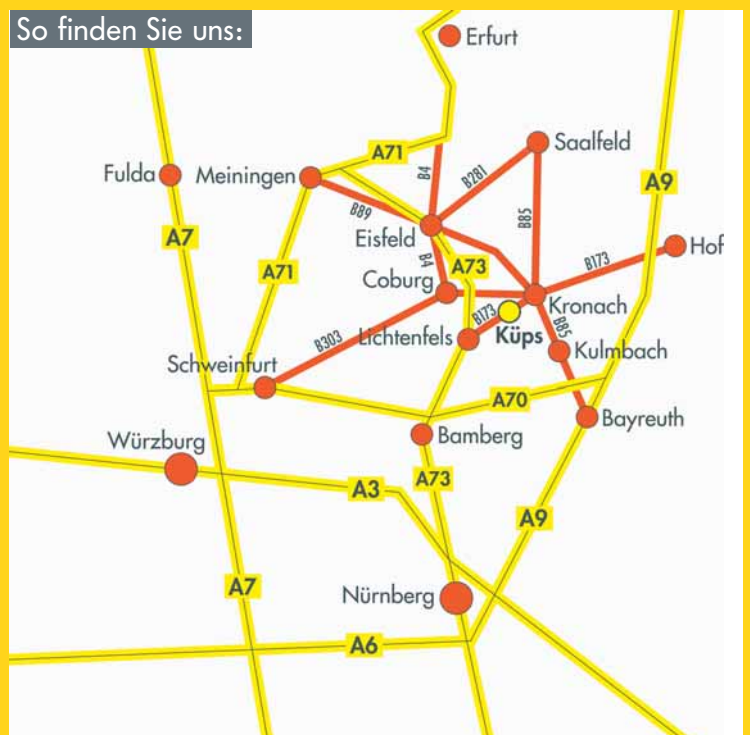 So finden Sie uns:
Erfurt
Saalfeld
A71
B4
B281
Fulda
Meiningen
A9
B89
B85
A7
Eisfeld
Hof
B173
A71
B4
A73
Coburg
Kronach
B173
B85
Küps
B303
Lichtenfels
Kulmbach
Schweinfurt
A70
Bayreuth
Würzburg
Bamberg
A73
A3
A9
A7
Nürnberg
A6